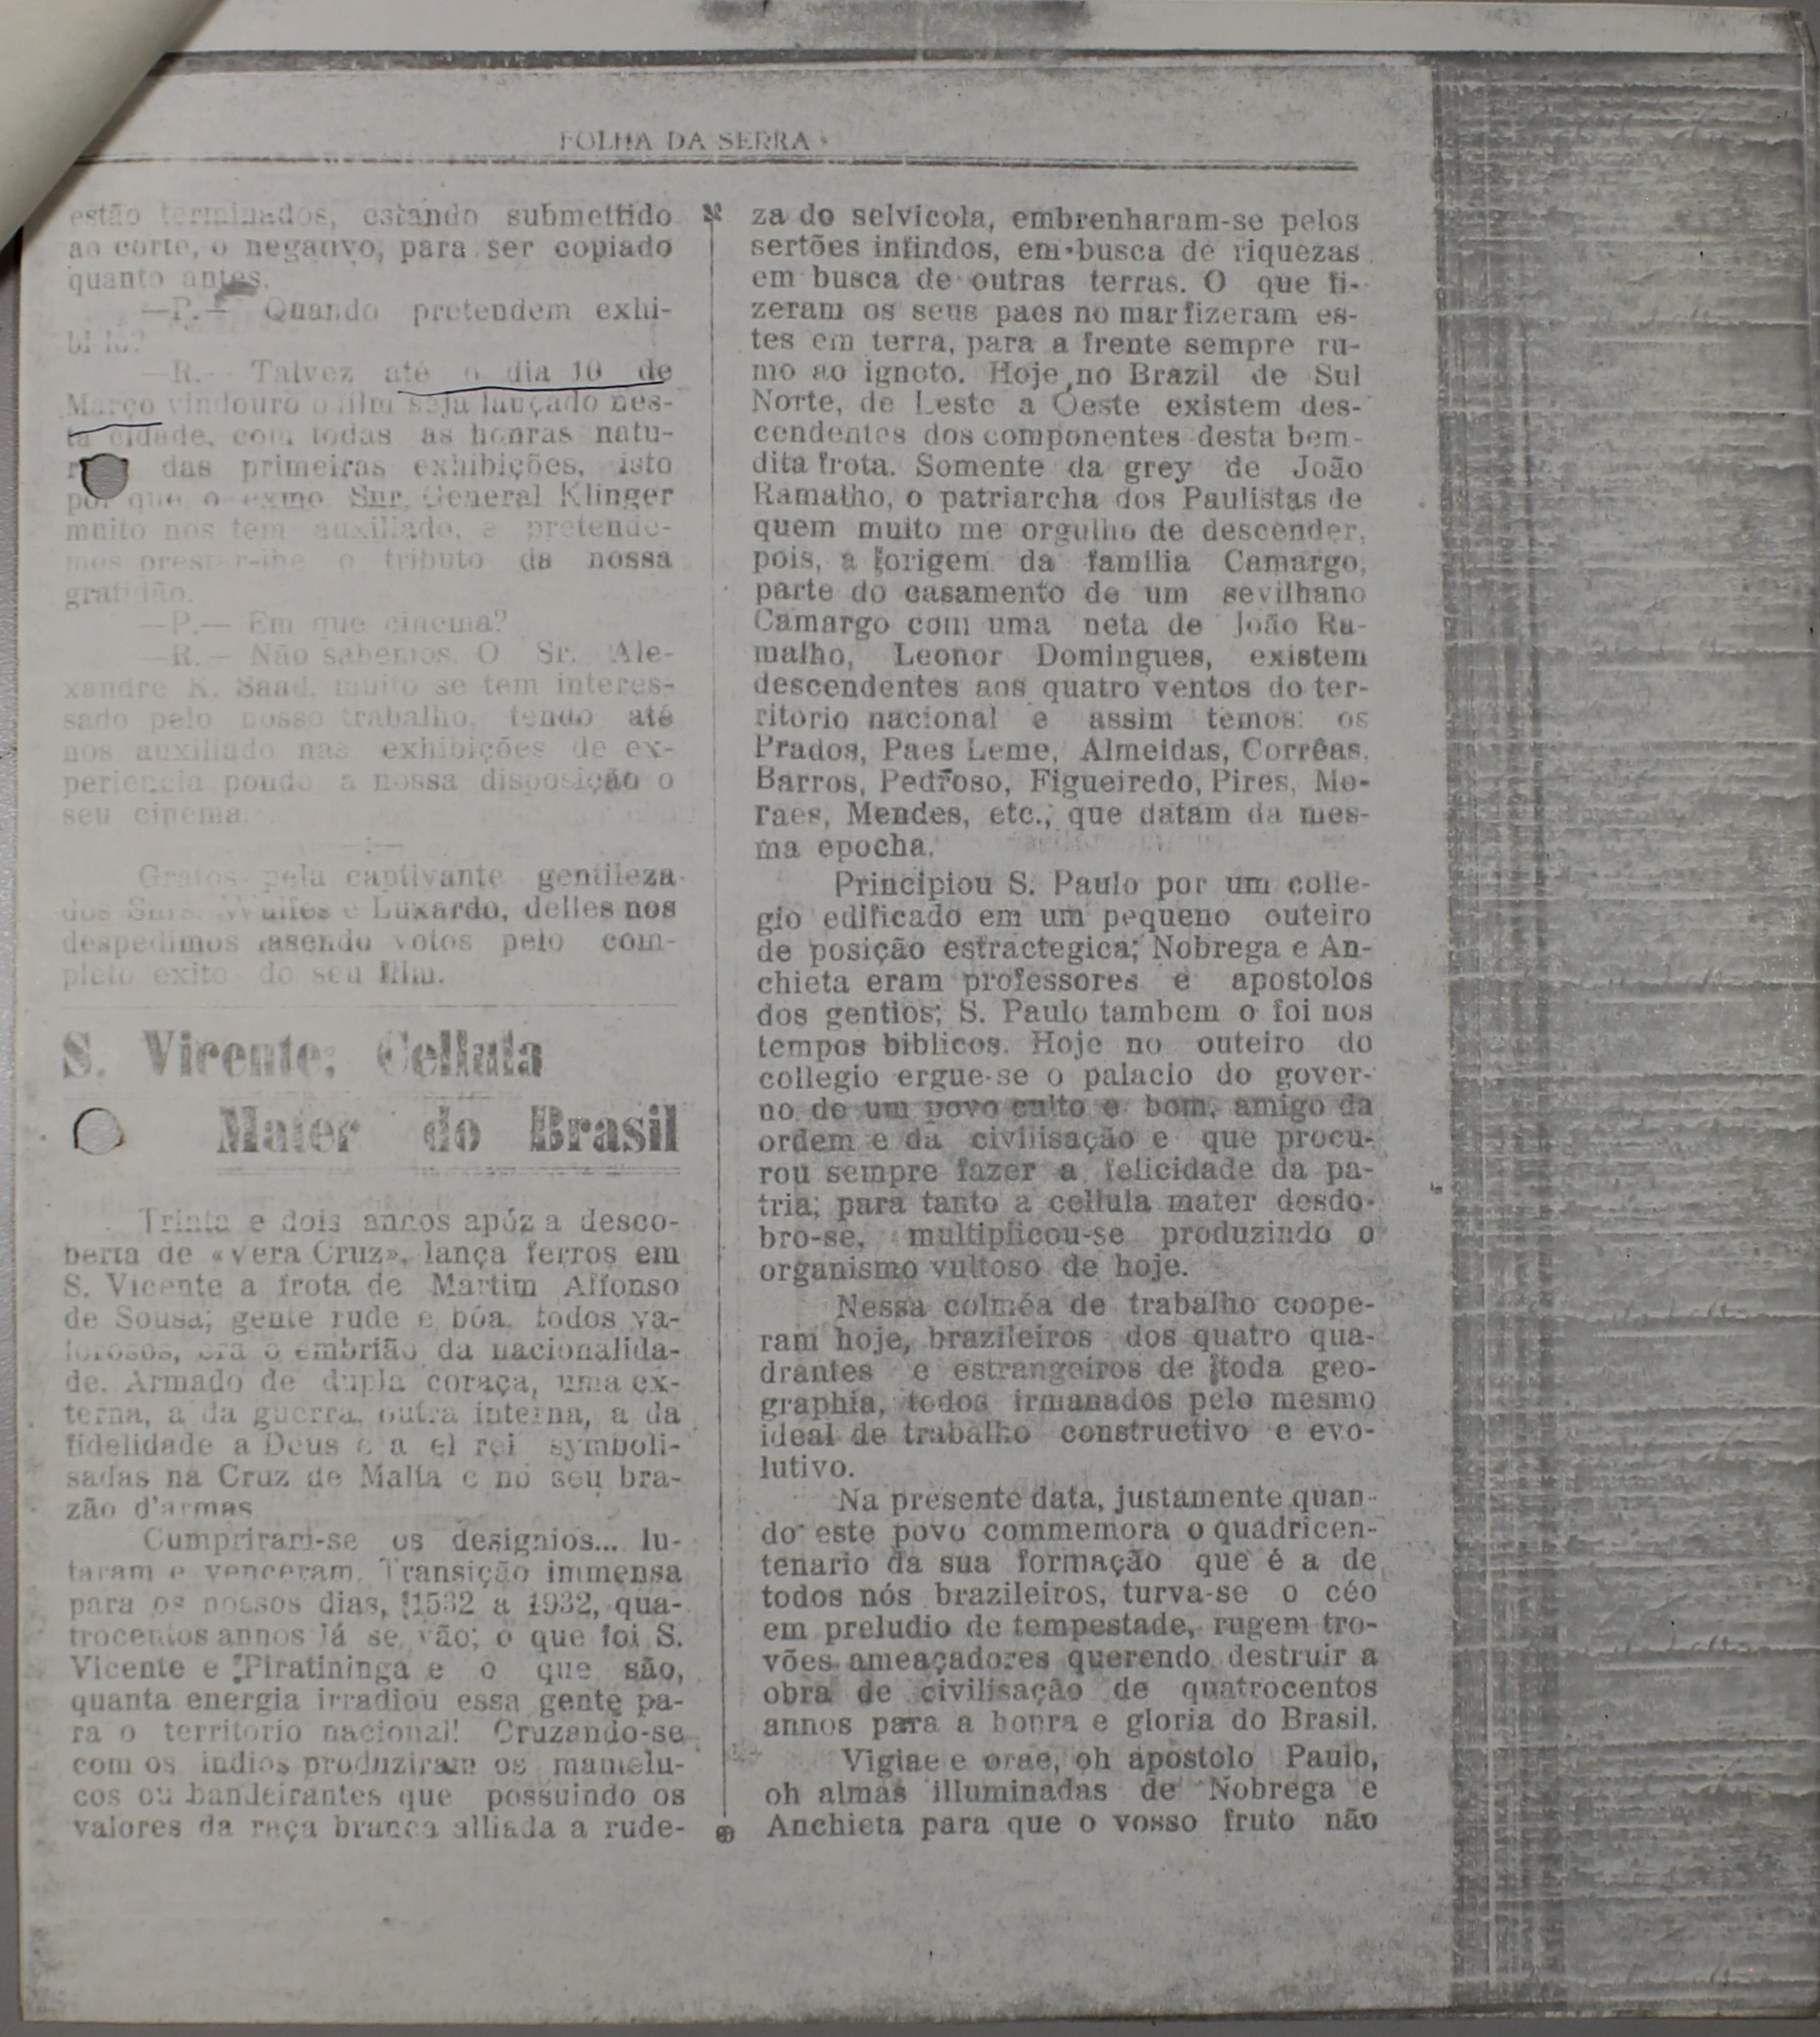 FOLHA DA SERRA
estão terminados, estando submettido
ao corte, o negativo, para ser copiado
quanto antes.
—P.— Quando pretendem exhi-
bi-lo?
—R.— Talvez até o dia 10 de
Março vindouro o film seja lançado nes-
ta cidade, com todas as honras natu-
das primeiras exhibições, isto
por que o exmo Snr. General Klinger
muito nos tem auxiliado, e pretende-
mos prestar-lhe o tributo da nossa
gratidão.
—P.— Em que cinema?
—R.— Não sabemos. O Sr. Ale-
xandre K. Saad, muito se tem interes-
sado pelo nosso trabalho, tendo até
nos auxiliado nas exhibições de ex-
periencia pondo a nossa disposição o
seu cinema.
—:—
Gratos pela captivante gentileza
dos Snrs. Wulfes e Luxardo, delles nos
despedimos fasendo votos pelo com-
pleto exito do seu film.
S. Vicente; Cellula
Mater do Brasil
Trinta e dois annos apóz a desco-
berta de «Vera Cruz», lança ferros em
S. Vicente a frota de Martim Affonso
de Sousa; gente rude e bôa, todos va-
lorosos, era o embrião da nacionalida-
de. Armado de dupla coraça, uma ex-
terna, a da guerra, outra interna, a da
fidelidade a Deus e a el rei symboli-
sadas na Cruz de Malta e no seu bra-
zão d'armas
Cumpriram-se os designios... lu-
taram e venceram. Transição immensa
para os nossos dias, 1532 a 1932, qua-
trocentos annos lá se vão; o que foi S.
Vicente e Piratininga e o que são,
quanta energia irradiou essa gente pa-
ra o territorio nacional! Cruzando-se
com os indios produziram os mamelu-
cos ou bandeirantes que possuindo os
valores da raça branca alliada a rude-
za do selvicola, embrenharam-se pelos
sertões infindos, em busca de riquezas
em busca de outras terras. O que fi-
zeram os seus paes no mar fizeram es-
tes em terra, para a frente sempre ru-
mo ao ignoto. Hoje no Brazil de Sul
Norte, de Leste a Oeste existem des-
cendentes dos componentes desta bem-
dita frota. Somente da grey de João
Ramalho, o patriarcha dos Paulistas de
quem muito me orgulho de descender,
pois, a origem da familia Camargo,
parte do casamento de um sevilhano
Camargo com uma neta de João Ra-
malho, Leonor Domingues, existem
descendentes aos quatro ventos do ter-
ritorio nacional e assim temos: os
Prados, Paes Leme, Almeidas, Corrêas,
Barros, Pedroso, Figueiredo, Pires, Mo-
raes, Mendes, etc., que datam da mes-
ma epocha.
Principiou S. Paulo por um colle-
gio edificado em um pequeno outeiro
de posição estractegica; Nobrega e An-
chieta eram professores e apostolos
dos gentios; S. Paulo tambem o foi nos
tempos biblicos. Hoje no outeiro do
collegio ergue-se o palacio do gover-
no de um povo culto e bom, amigo da
ordem e da civilisação e que procu-
rou sempre fazer a felicidade da pa-
tria; para tanto a cellula mater desdo-
bro-se, multiplicou-se produzindo o
organismo vultoso de hoje.
Nessa colméa de trabalho coope-
ram hoje, brazileiros dos quatro qua-
drantes e estrangeiros de toda geo-
graphia, todos irmanados pelo mesmo
ideal de trabalho constructivo e evo-
lutivo.
Na presente data, justamente quan-
do este povo commemora o quadricen-
tenario da sua formação que é a de
todos nós brazileiros, turva-se o céo
em preludio de tempestade, rugem tro-
vões ameaçadores querendo destruir a
obra de civilisação de quatrocentos
annos para a honra e gloria do Brasil.
Vigiae e orae, oh apostolo Paulo,
oh almas illuminadas de Nobrega e
Anchieta para que o vosso fruto não